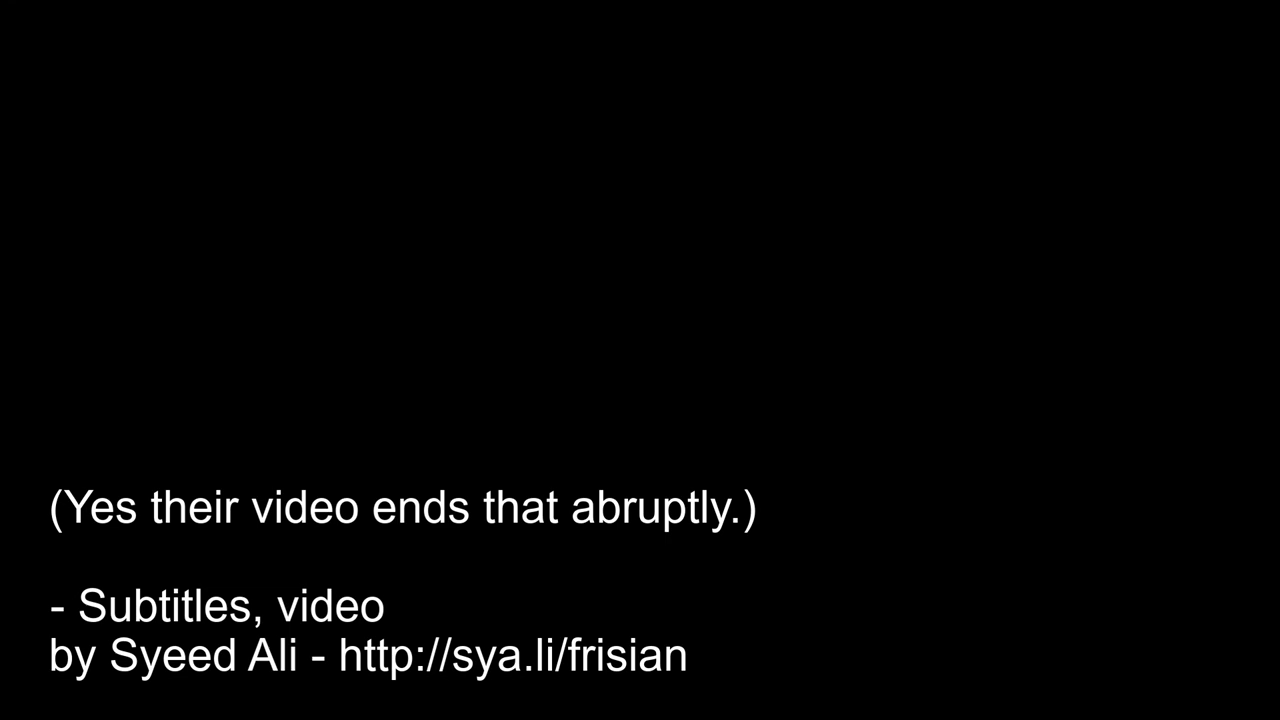 (Yes their video ends that abruptly.)
- Subtitles, video
by Syeed Ali - http://sya.li/frisian